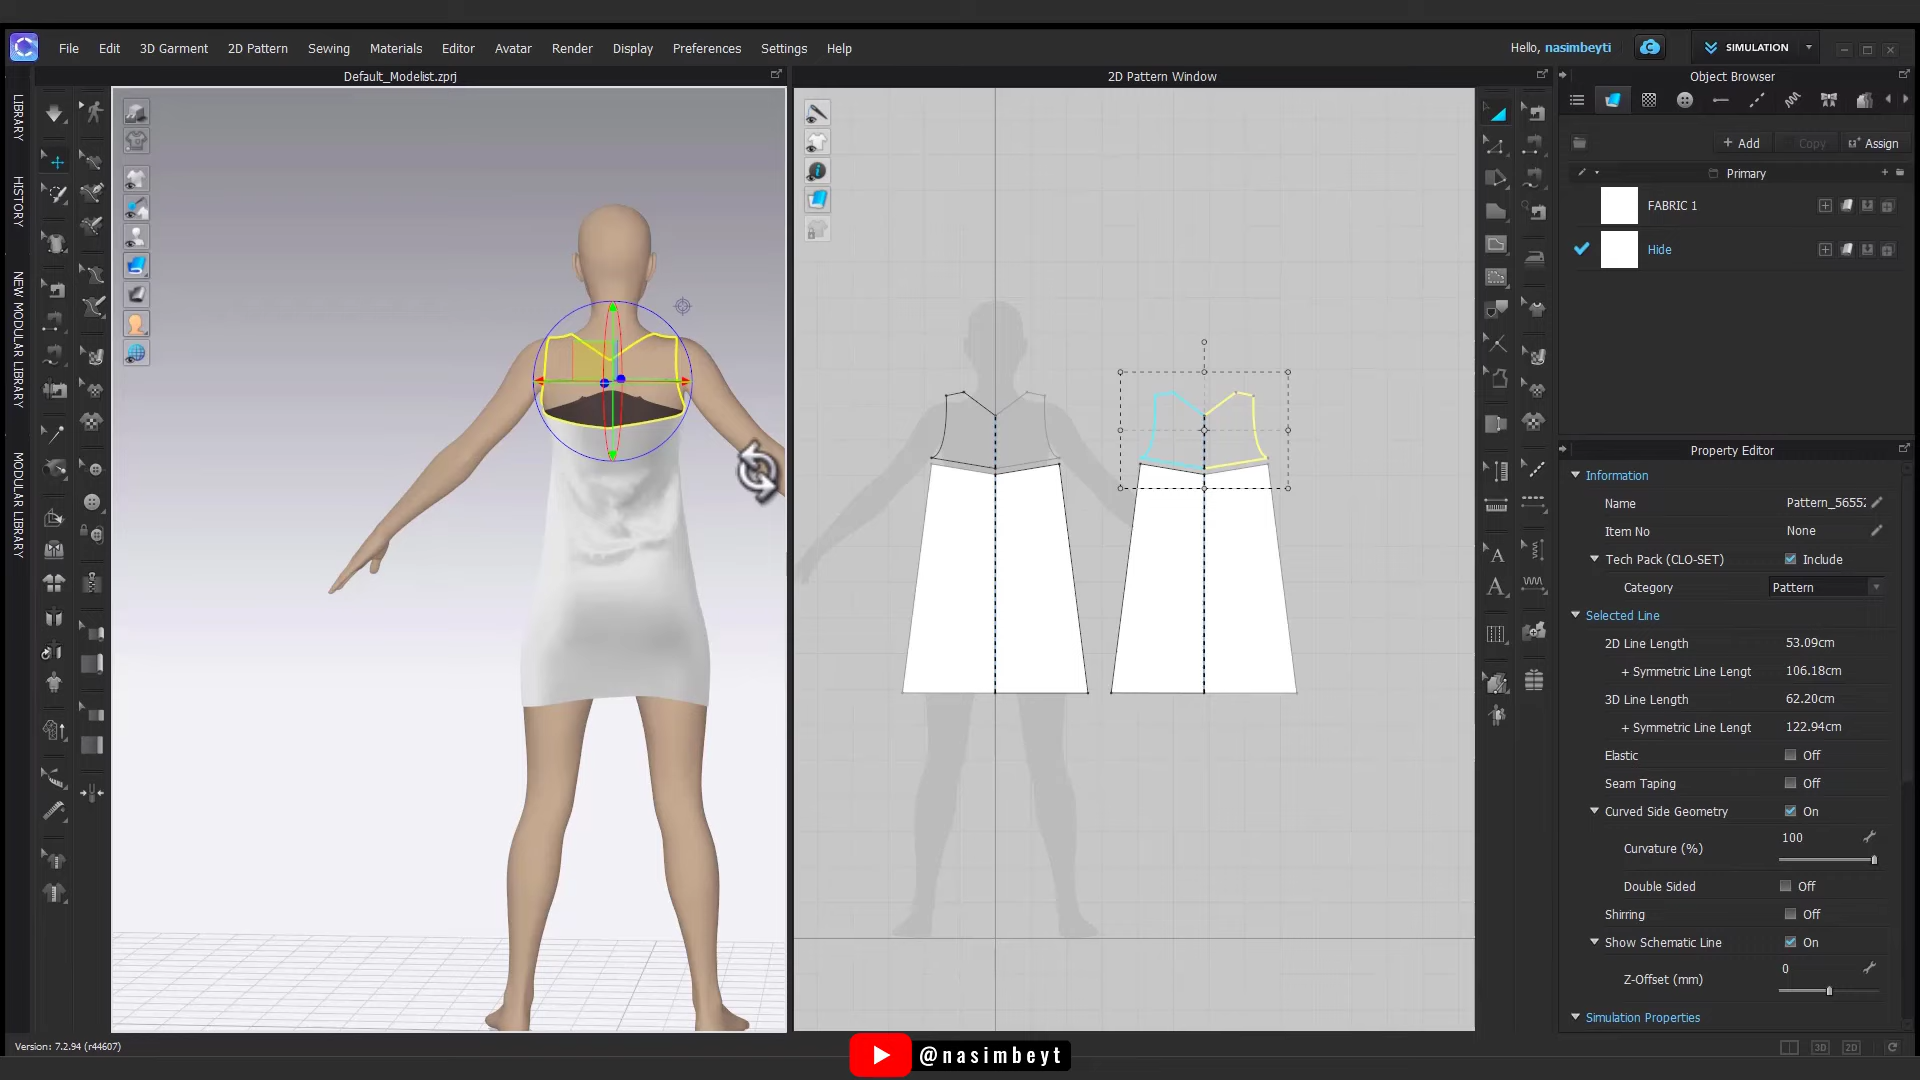 File Edit 3D Garment 2D Pattern Sewing Materials Editor Avatar Render Display Preferences Settings Help
Hello, nasimbeyti
SIMULATION
Default_Modelist.zprj
2D Pattern Window
Object Browser
LIBRARY
HISTORY
NEW MODULAR LIBRARY
MODULAR LIBRARY
+ Add
Copy
Assign
Primary
FABRIC 1
Hide
Property Editor
Information
Name Pattern_5655
Item No None
Tech Pack (CLO-SET) Include
Category Pattern
Selected Line
2D Line Length 53.09cm
+ Symmetric Line Lengt 106.18cm
3D Line Length 62.20cm
+ Symmetric Line Lengt 122.94cm
Elastic Off
Seam Taping Off
Curved Side Geometry On
100
Curvature (%)
Double Sided Off
Shirring Off
Show Schematic Line On
0
Z-Offset (mm)
Simulation Properties
Version: 7.2.94 (r44607)
3D 2D
@nasimbeyt